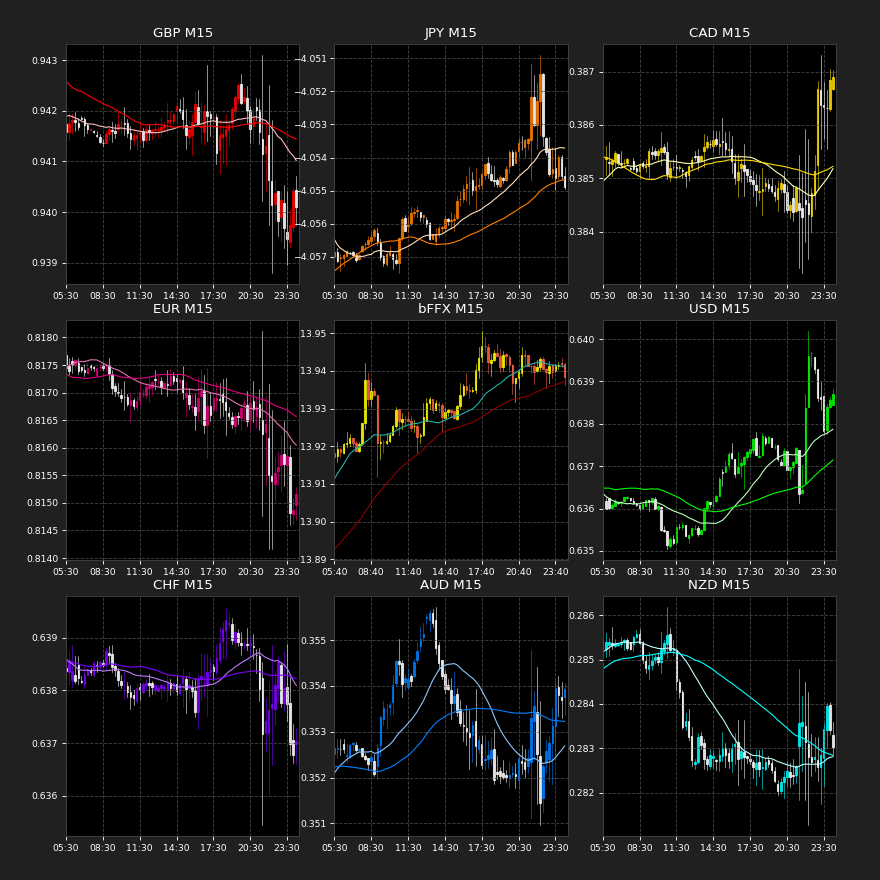 GBP M15
0.943
0.942
0.941
0.940
0.939
05:30 08:30 11:30 14:30 17:30 20:30 23:30
JPY M15
−4.051
−4.052
−4.053
−4.054
−4.055
−4.056
−4.057
05:30 08:30 11:30 14:30 17:30 20:30 23:30
CAD M15
0.387
0.386
0.385
0.384
05:30 08:30 11:30 14:30 17:30 20:30 23:30
EUR M15
0.8180
0.8175
0.8170
0.8165
0.8160
0.8155
0.8150
0.8145
0.8140
05:30 08:30 11:30 14:30 17:30 20:30 23:30
bFFX M15
13.95
13.94
13.93
13.92
13.91
13.90
13.89
05:40 08:40 11:40 14:40 17:40 20:40 23:40
USD M15
0.640
0.639
0.638
0.637
0.636
0.635
05:30 08:30 11:30 14:30 17:30 20:30 23:30
CHF M15
0.639
0.638
0.637
0.636
05:30 08:30 11:30 14:30 17:30 20:30 23:30
AUD M15
0.355
0.354
0.353
0.352
0.351
05:30 08:30 11:30 14:30 17:30 20:30 23:30
NZD M15
0.286
0.285
0.284
0.283
0.282
05:30 08:30 11:30 14:30 17:30 20:30 23:30